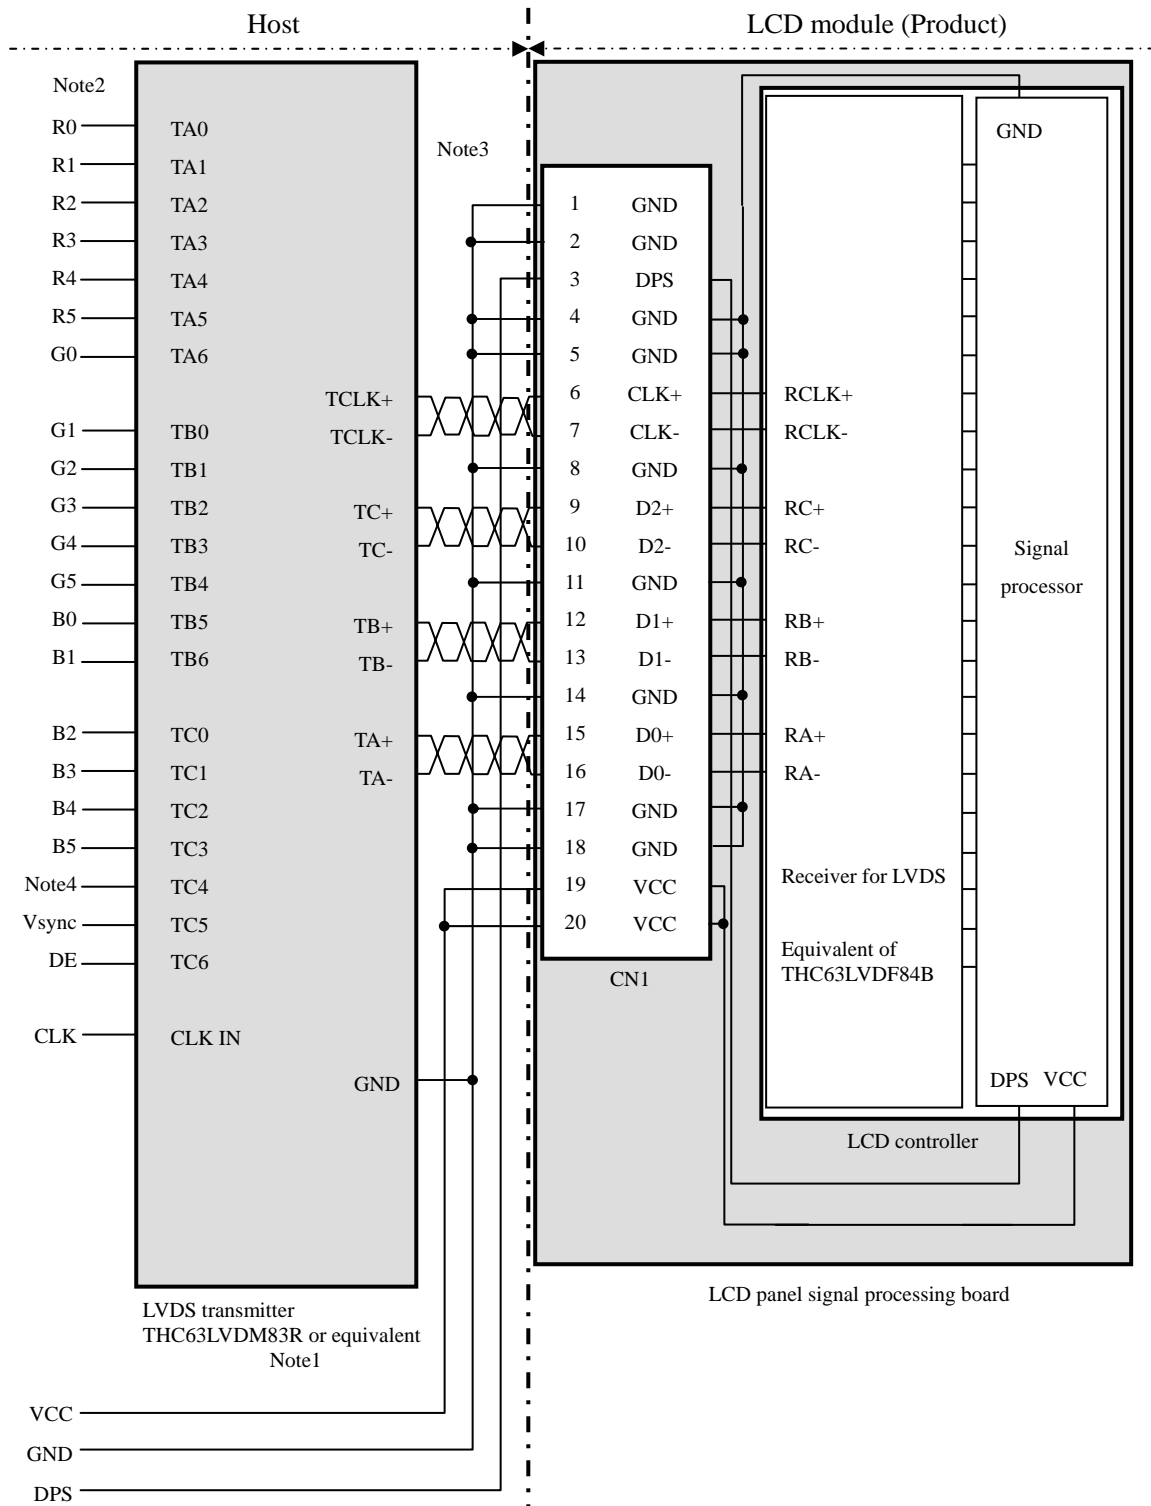 Host
LCD module (Product)
Note2
R0
TA0
R1
TA1
R2
TA2
R3
TA3
R4
TA4
R5
TA5
G0
TA6
G1
TB0
G2
TB1
G3
TB2
G4
TB3
G5
TB4
B0
TB5
B1
TB6
B2
TC0
B3
TC1
B4
TC2
B5
TC3
Note4
TC4
Vsync
TC5
DE
TC6
CLK
CLK IN
TCLK+
TCLK-
TC+
TC-
TB+
TB-
TA+
TA-
GND
Note3
1 GND
2 GND
3 DPS
4 GND
5 GND
6 CLK+
7 CLK-
8 GND
9 D2+
10 D2-
11 GND
12 D1+
13 D1-
14 GND
15 D0+
16 D0-
17 GND
18 GND
19 VCC
20 VCC
CN1
RCLK+
RCLK-
RC+
RC-
RB+
RB-
RA+
RA-
Receiver for LVDS
Equivalent of
THC63LVDF84B
GND
Signal
processor
DPS VCC
LCD controller
LCD panel signal processing board
LVDS transmitter
THC63LVDM83R or equivalent
Note1
VCC
GND
DPS